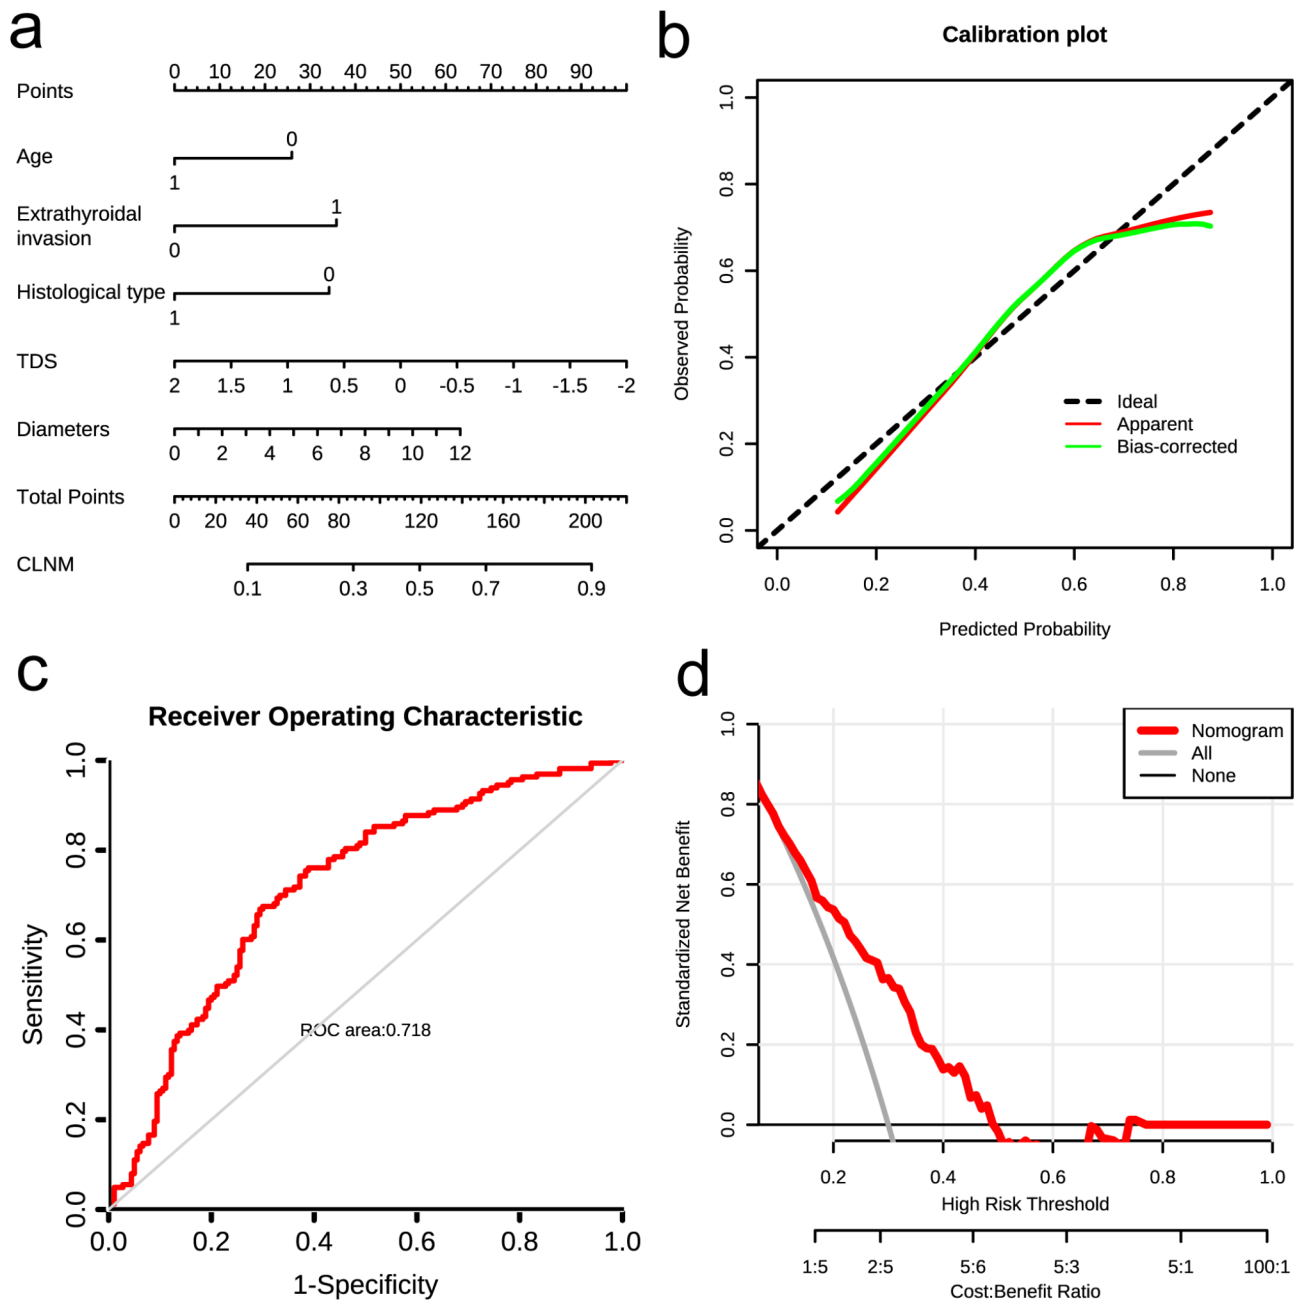 a
0 10 20 30 40 50 60 70 80 90
Points
0
Age
1
1
Extrathyroidal
invasion
0
0
Histological type
1
TDS
2 1.5 1 0.5 0 -0.5 -1 -1.5 -2
Diameters
0 2 4 6 8 10 12
Total Points
0 20 40 60 80 120 160 200
CLNM
0.1 0.3 0.5 0.7 0.9
b
Calibration plot
1.0
0.8
0.6
0.4
0.2
0.0
Observed Probability
Ideal
Apparent
Bias-corrected
0.0 0.2 0.4 0.6 0.8 1.0
Predicted Probability
c
Receiver Operating Characteristic
1.0
0.8
0.6
0.4
0.2
0.0
Sensitivity
ROC area:0.718
0.0 0.2 0.4 0.6 0.8 1.0
1-Specificity
d
Nomogram
All
None
1.0
0.8
0.6
0.4
0.2
0.0
Standardized Net Benefit
0.2 0.4 0.6 0.8 1.0
High Risk Threshold
1:5 2:5 5:6 5:3 5:1 100:1
Cost:Benefit Ratio